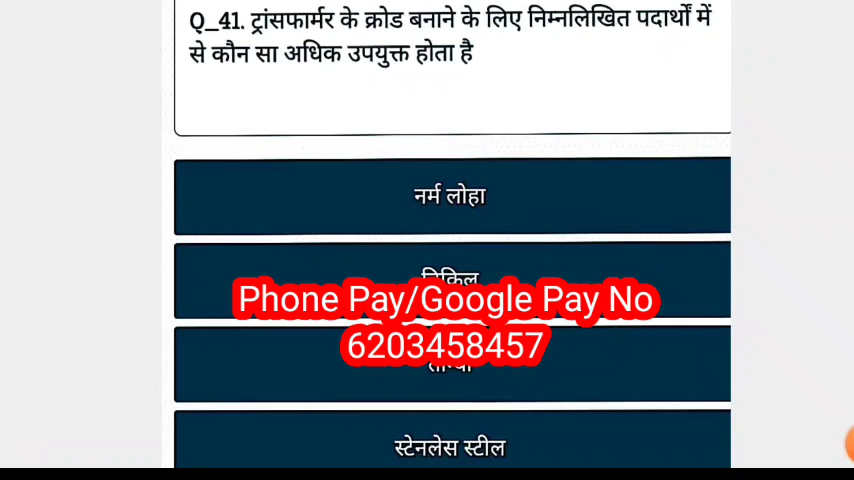 Q_41. ट्रांसफार्मर के क्रोड बनाने के लिए निम्नलिखित पदार्थों में
से कौन सा अधिक उपयुक्त होता है
नर्म लोहा
निकिल
Phone Pay/Google Pay No
6203458457
स्टेनलेस स्टील